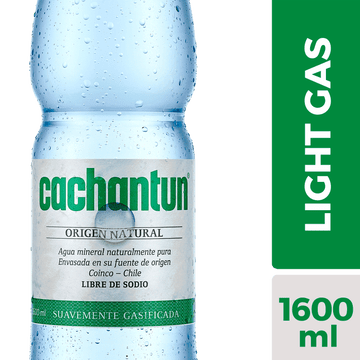 cachantun
ORIGEN NATURAL
Agua mineral naturalmente pura
Envasada en su fuente de origen
Coinco – Chile
LIBRE DE SODIO
SUAVEMENTE GASIFICADA
LIGHT GAS
1600
ml